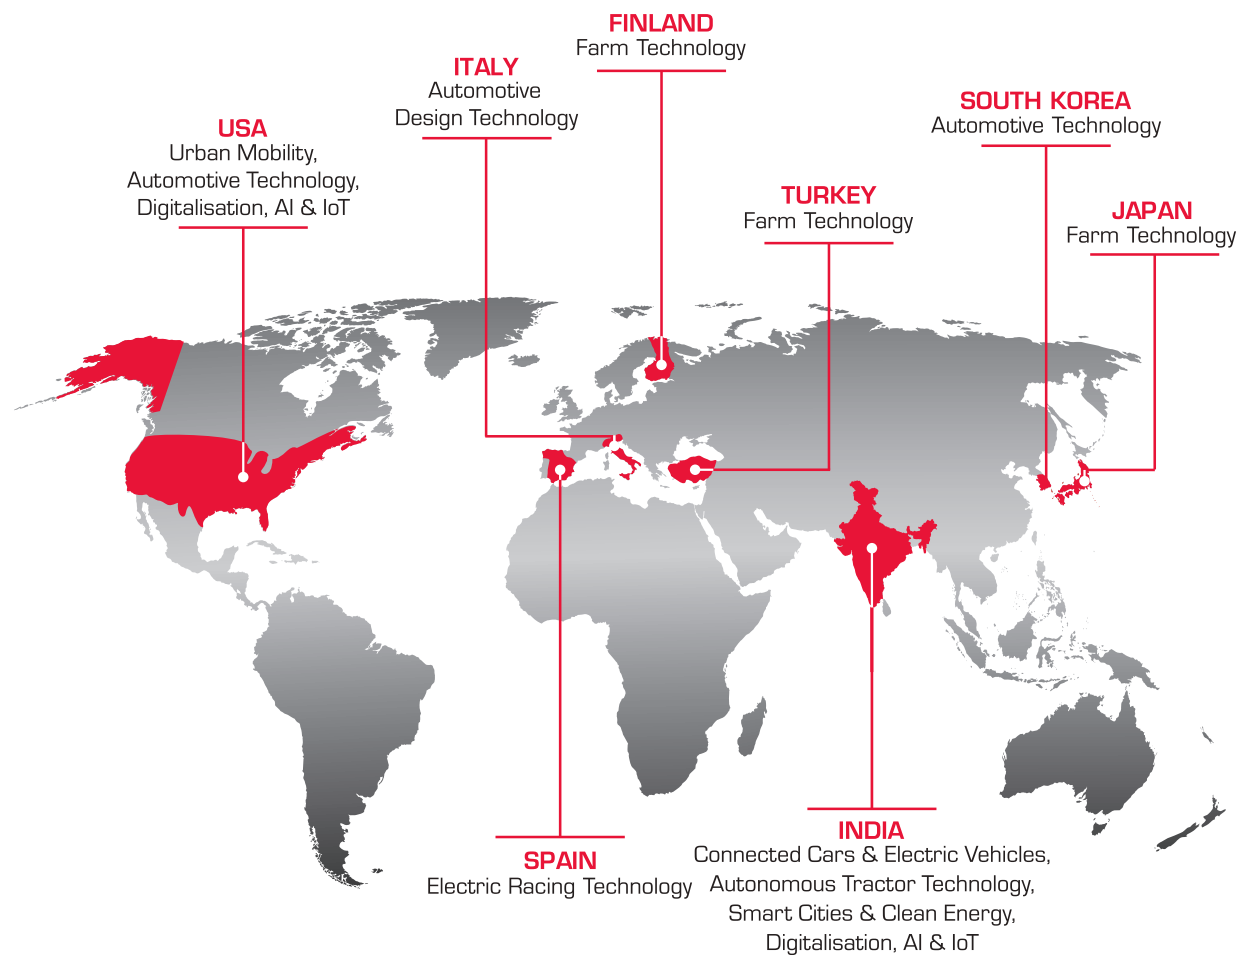 FINLAND
Farm Technology
ITALY
Automotive
Design Technology
SOUTH KOREA
Automotive Technology
USA
Urban Mobility,
Automotive Technology,
Digitalisation, AI & IoT
TURKEY
Farm Technology
JAPAN
Farm Technology
SPAIN
Electric Racing Technology
INDIA
Connected Cars & Electric Vehicles,
Autonomous Tractor Technology,
Smart Cities & Clean Energy,
Digitalisation, AI & IoT